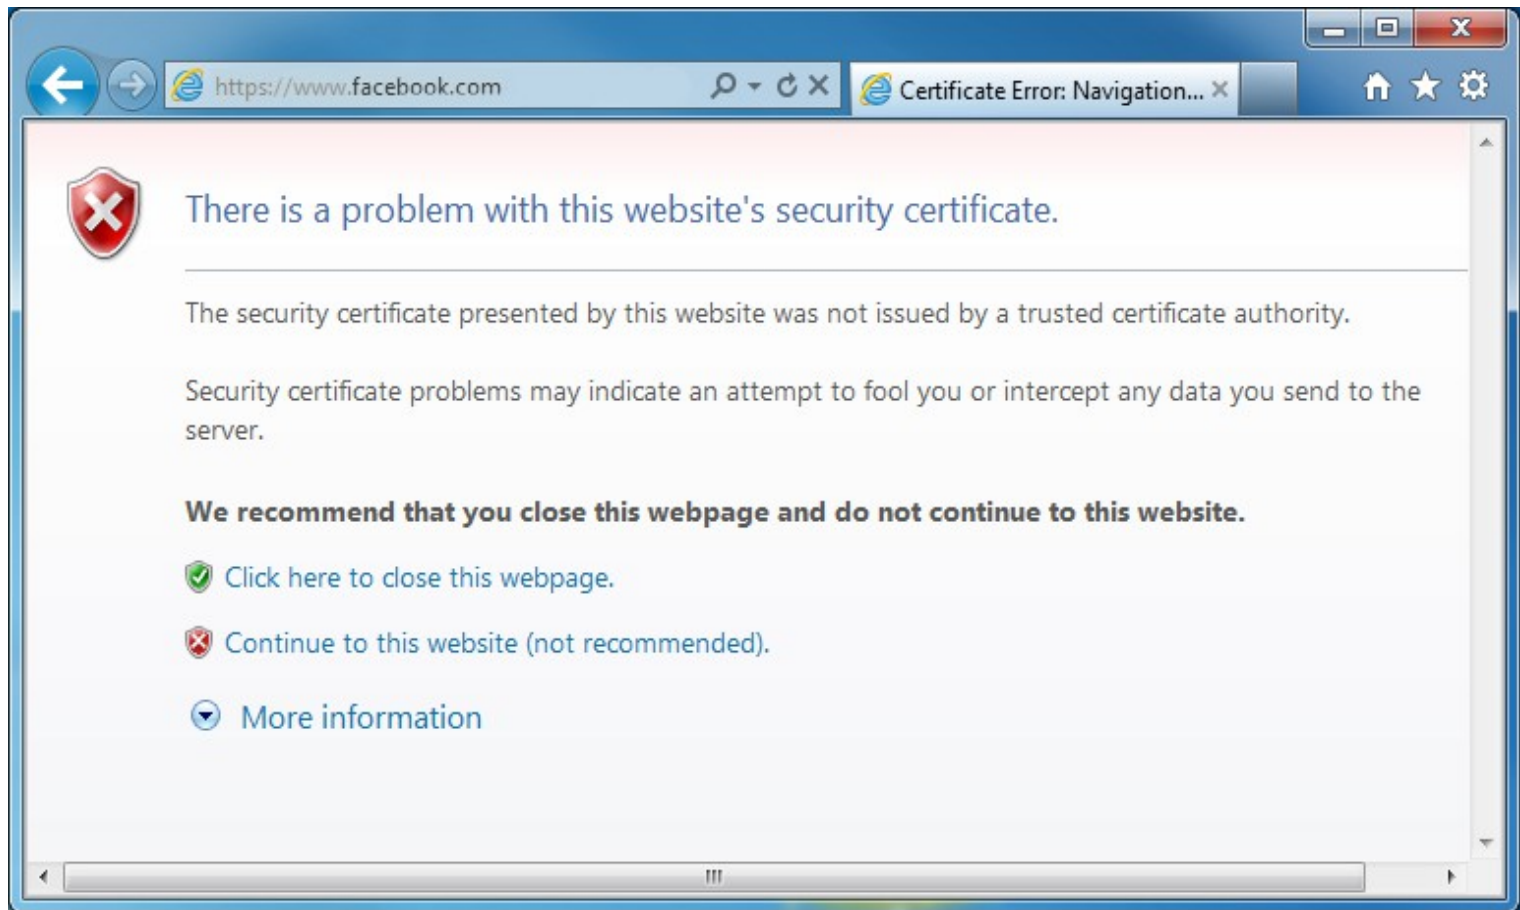 https://www.facebook.com
Certificate Error: Navigation...
There is a problem with this website's security certificate.
The security certificate presented by this website was not issued by a trusted certificate authority.
Security certificate problems may indicate an attempt to fool you or intercept any data you send to the
server.
We recommend that you close this webpage and do not continue to this website.
Click here to close this webpage.
Continue to this website (not recommended).
More information